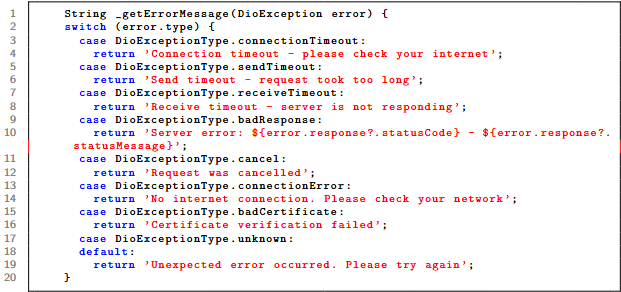 1 String _getErrorMessage(DioException error) {
2 switch (error.type) {
3 case DioExceptionType.connectionTimeout:
4 return 'Connection timeout - please check your internet';
5 case DioExceptionType.sendTimeout:
6 return 'Send timeout - request took too long';
7 case DioExceptionType.receiveTimeout:
8 return 'Receive timeout - server is not responding';
9 case DioExceptionType.badResponse:
10 return 'Server error: ${error.response?.statusCode} - ${error.response?.
statusMessage}';
11 case DioExceptionType.cancel:
12 return 'Request was cancelled';
13 case DioExceptionType.connectionError:
14 return 'No internet connection. Please check your network';
15 case DioExceptionType.badCertificate:
16 return 'Certificate verification failed';
17 case DioExceptionType.unknown:
18 default:
19 return 'Unexpected error occurred. Please try again';
20 }